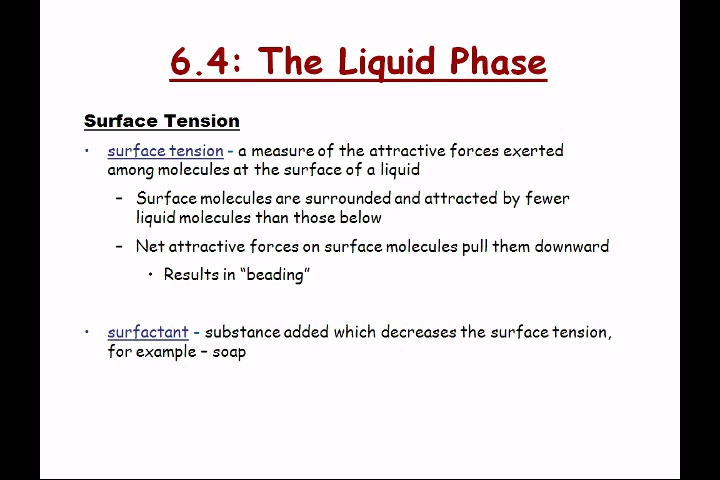 6.4: The Liquid Phase
Surface Tension
• surface tension - a measure of the attractive forces exerted
among molecules at the surface of a liquid
– Surface molecules are surrounded and attracted by fewer
liquid molecules than those below
– Net attractive forces on surface molecules pull them downward
• Results in “beading”
• surfactant - substance added which decreases the surface tension,
for example – soap